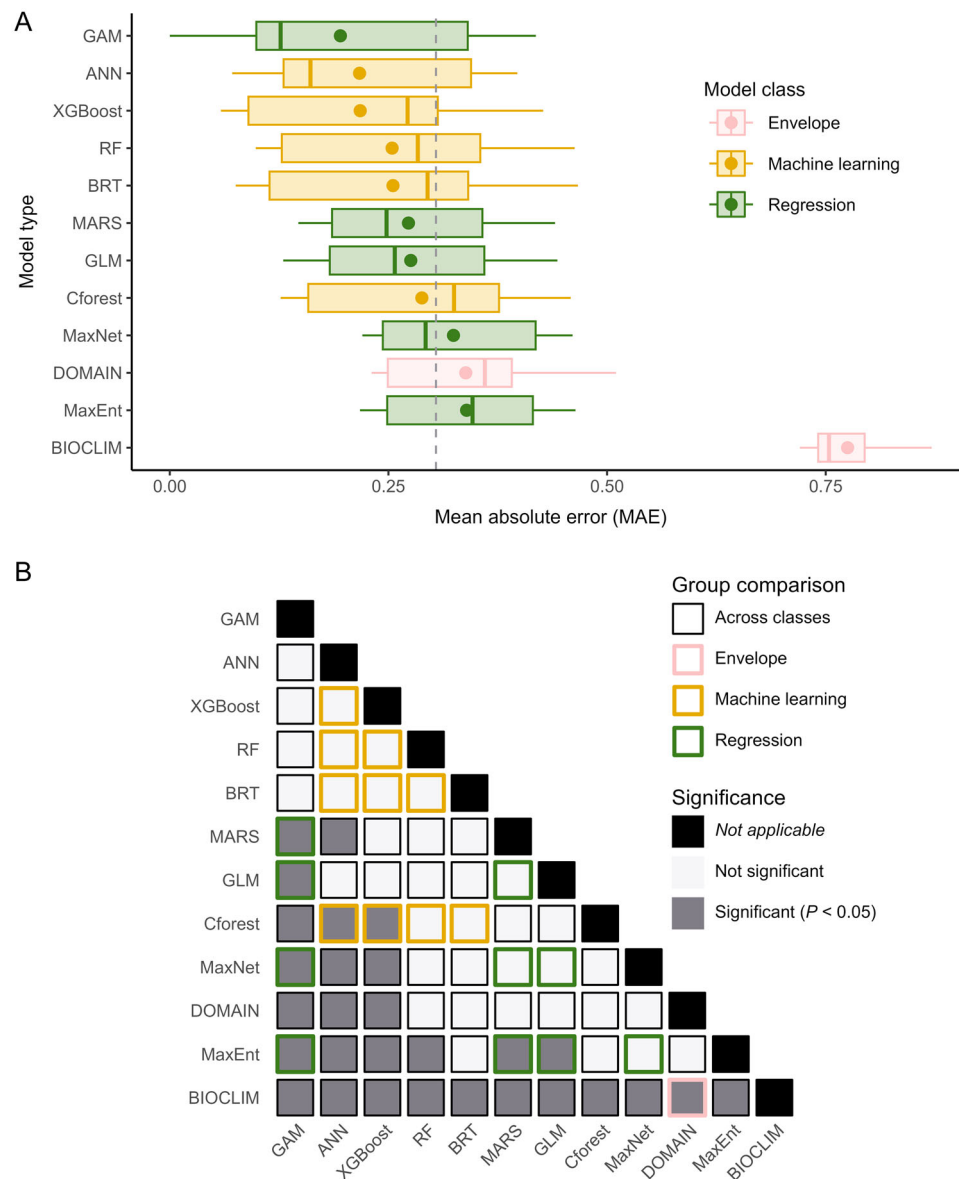 A
Model type
GAM
ANN
XGBoost
RF
BRT
MARS
GLM
Cforest
MaxNet
DOMAIN
MaxEnt
BIOCLIM
0.00 0.25 0.50 0.75
Mean absolute error (MAE)
Model class
Envelope
Machine learning
Regression
B
GAM
ANN
XGBoost
RF
BRT
MARS
GLM
Cforest
MaxNet
DOMAIN
MaxEnt
BIOCLIM
GAM ANN XGBoost RF BRT MARS GLM Cforest MaxNet DOMAIN MaxEnt BIOCLIM
Group comparison
Across classes
Envelope
Machine learning
Regression
Significance
Not applicable
Not significant
Significant (P < 0.05)